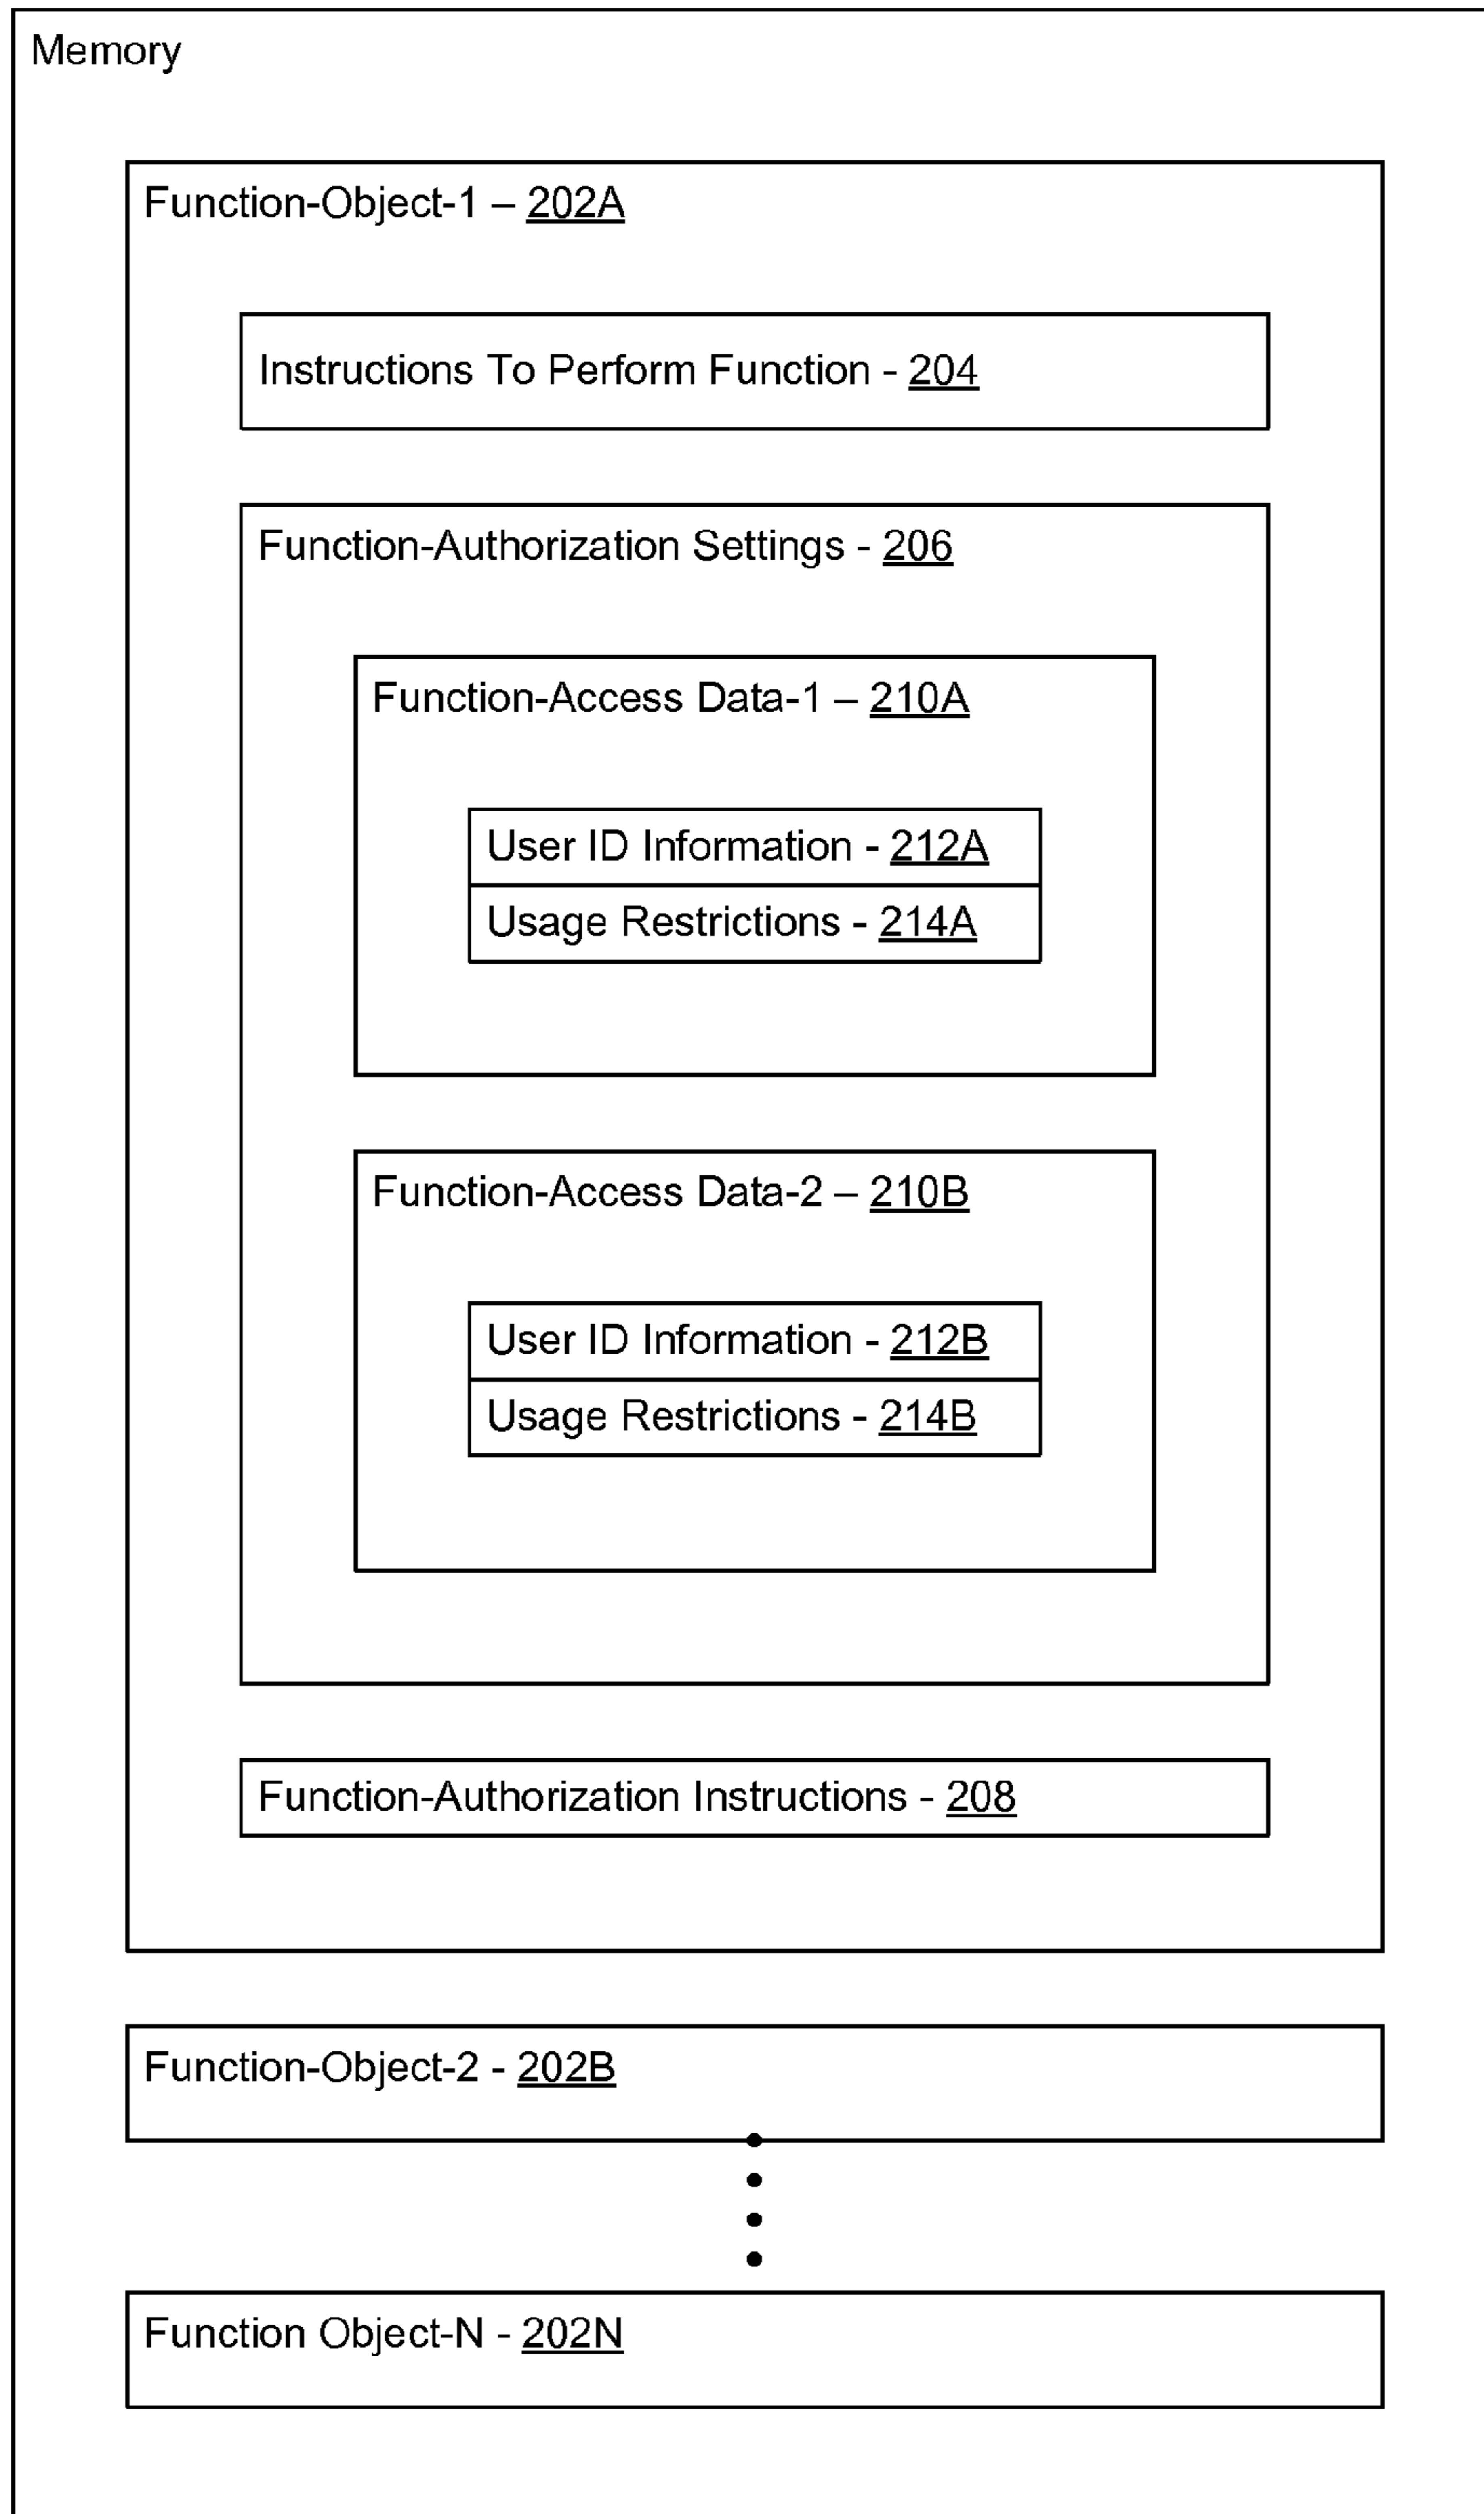 Memory
Function-Object-1 – 202A
Instructions To Perform Function - 204
Function-Authorization Settings - 206
Function-Access Data-1 – 210A
User ID Information - 212A
Usage Restrictions - 214A
Function-Access Data-2 – 210B
User ID Information - 212B
Usage Restrictions - 214B
Function-Authorization Instructions - 208
Function-Object-2 - 202B
Function Object-N - 202N